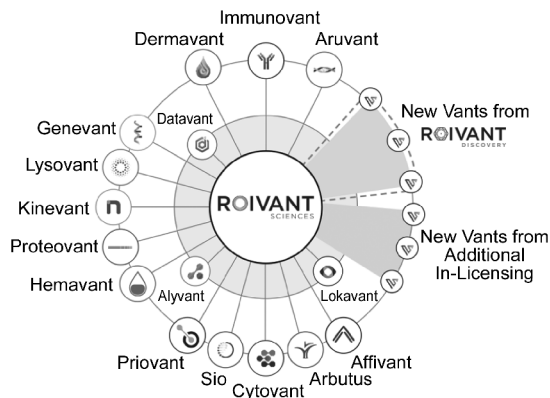 Immunovant
Dermavant
Aruvant
Genevant
Datavant
New Vants from
ROIVANT
DISCOVERY
Lysovant
Kinevant
ROIVANT
SCIENCES
Proteovant
New Vants from
Additional
In-Licensing
Hemavant
Alyvant
Lokavant
Priovant
Sio
Cytovant
Arbutus
Affivant